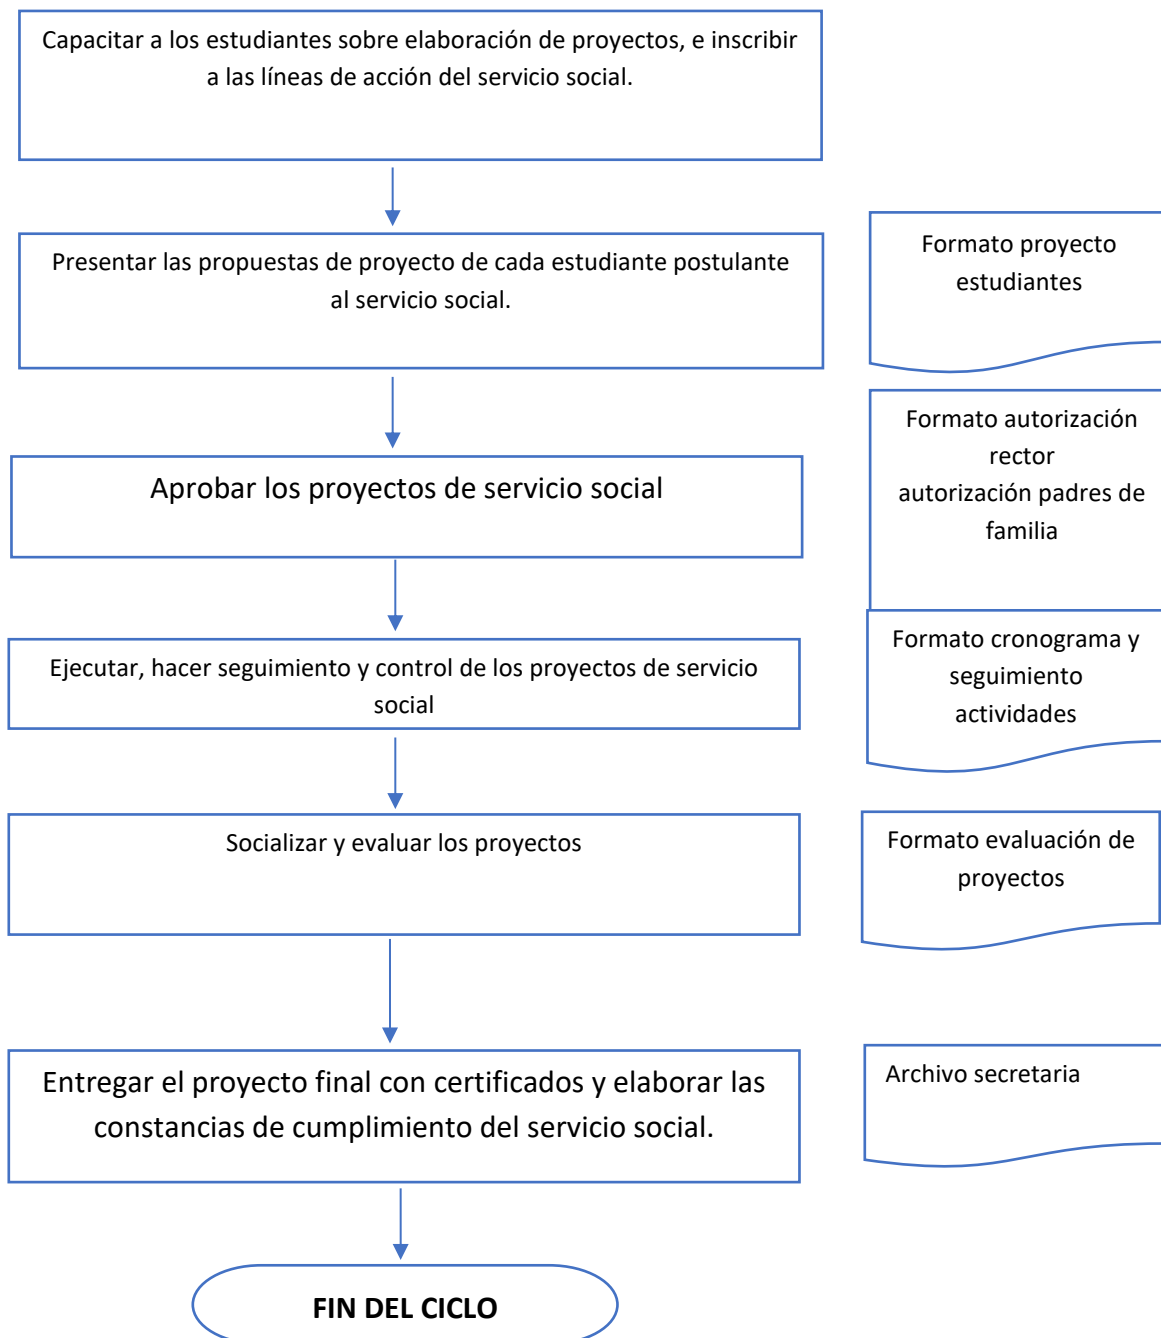 Capacitar a los estudiantes sobre elaboración de proyectos, e inscribir
a las líneas de acción del servicio social.
Presentar las propuestas de proyecto de cada estudiante postulante
al servicio social.
Formato proyecto
estudiantes
Aprobar los proyectos de servicio social
Formato autorización
rector
autorización padres de
familia
Ejecutar, hacer seguimiento y control de los proyectos de servicio
social
Formato cronograma y
seguimiento
actividades
Socializar y evaluar los proyectos
Formato evaluación de
proyectos
Entregar el proyecto final con certificados y elaborar las
constancias de cumplimiento del servicio social.
Archivo secretaria
FIN DEL CICLO